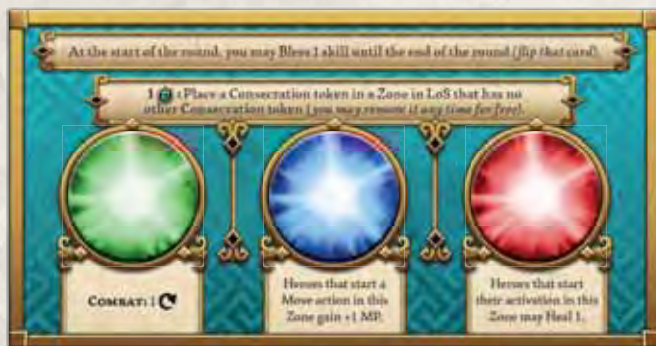 At the start of the round, you may Bless 1 skill until the end of the round (flip that card).
1 : Place a Consecration token in a Zone in LoS that has no
other Consecration token (you may remove it any time for free).
COMBAT: 1
Heroes that start a
Move action in this
Zone gain +1 MP.
Heroes that start
their activation in this
Zone may Heal 1.